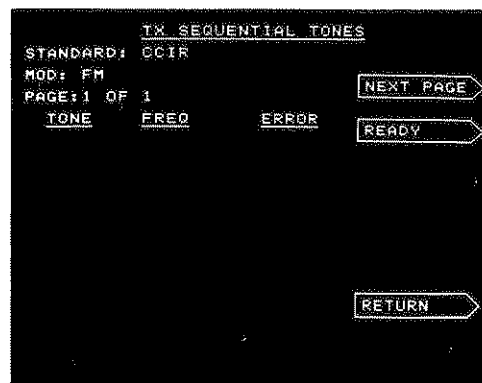 TX SEQUENTIAL TONES
STANDARD: CCIR
MOD: FM
PAGE:1 OF 1
NEXT PAGE
TONE FREQ ERROR
READY
RETURN